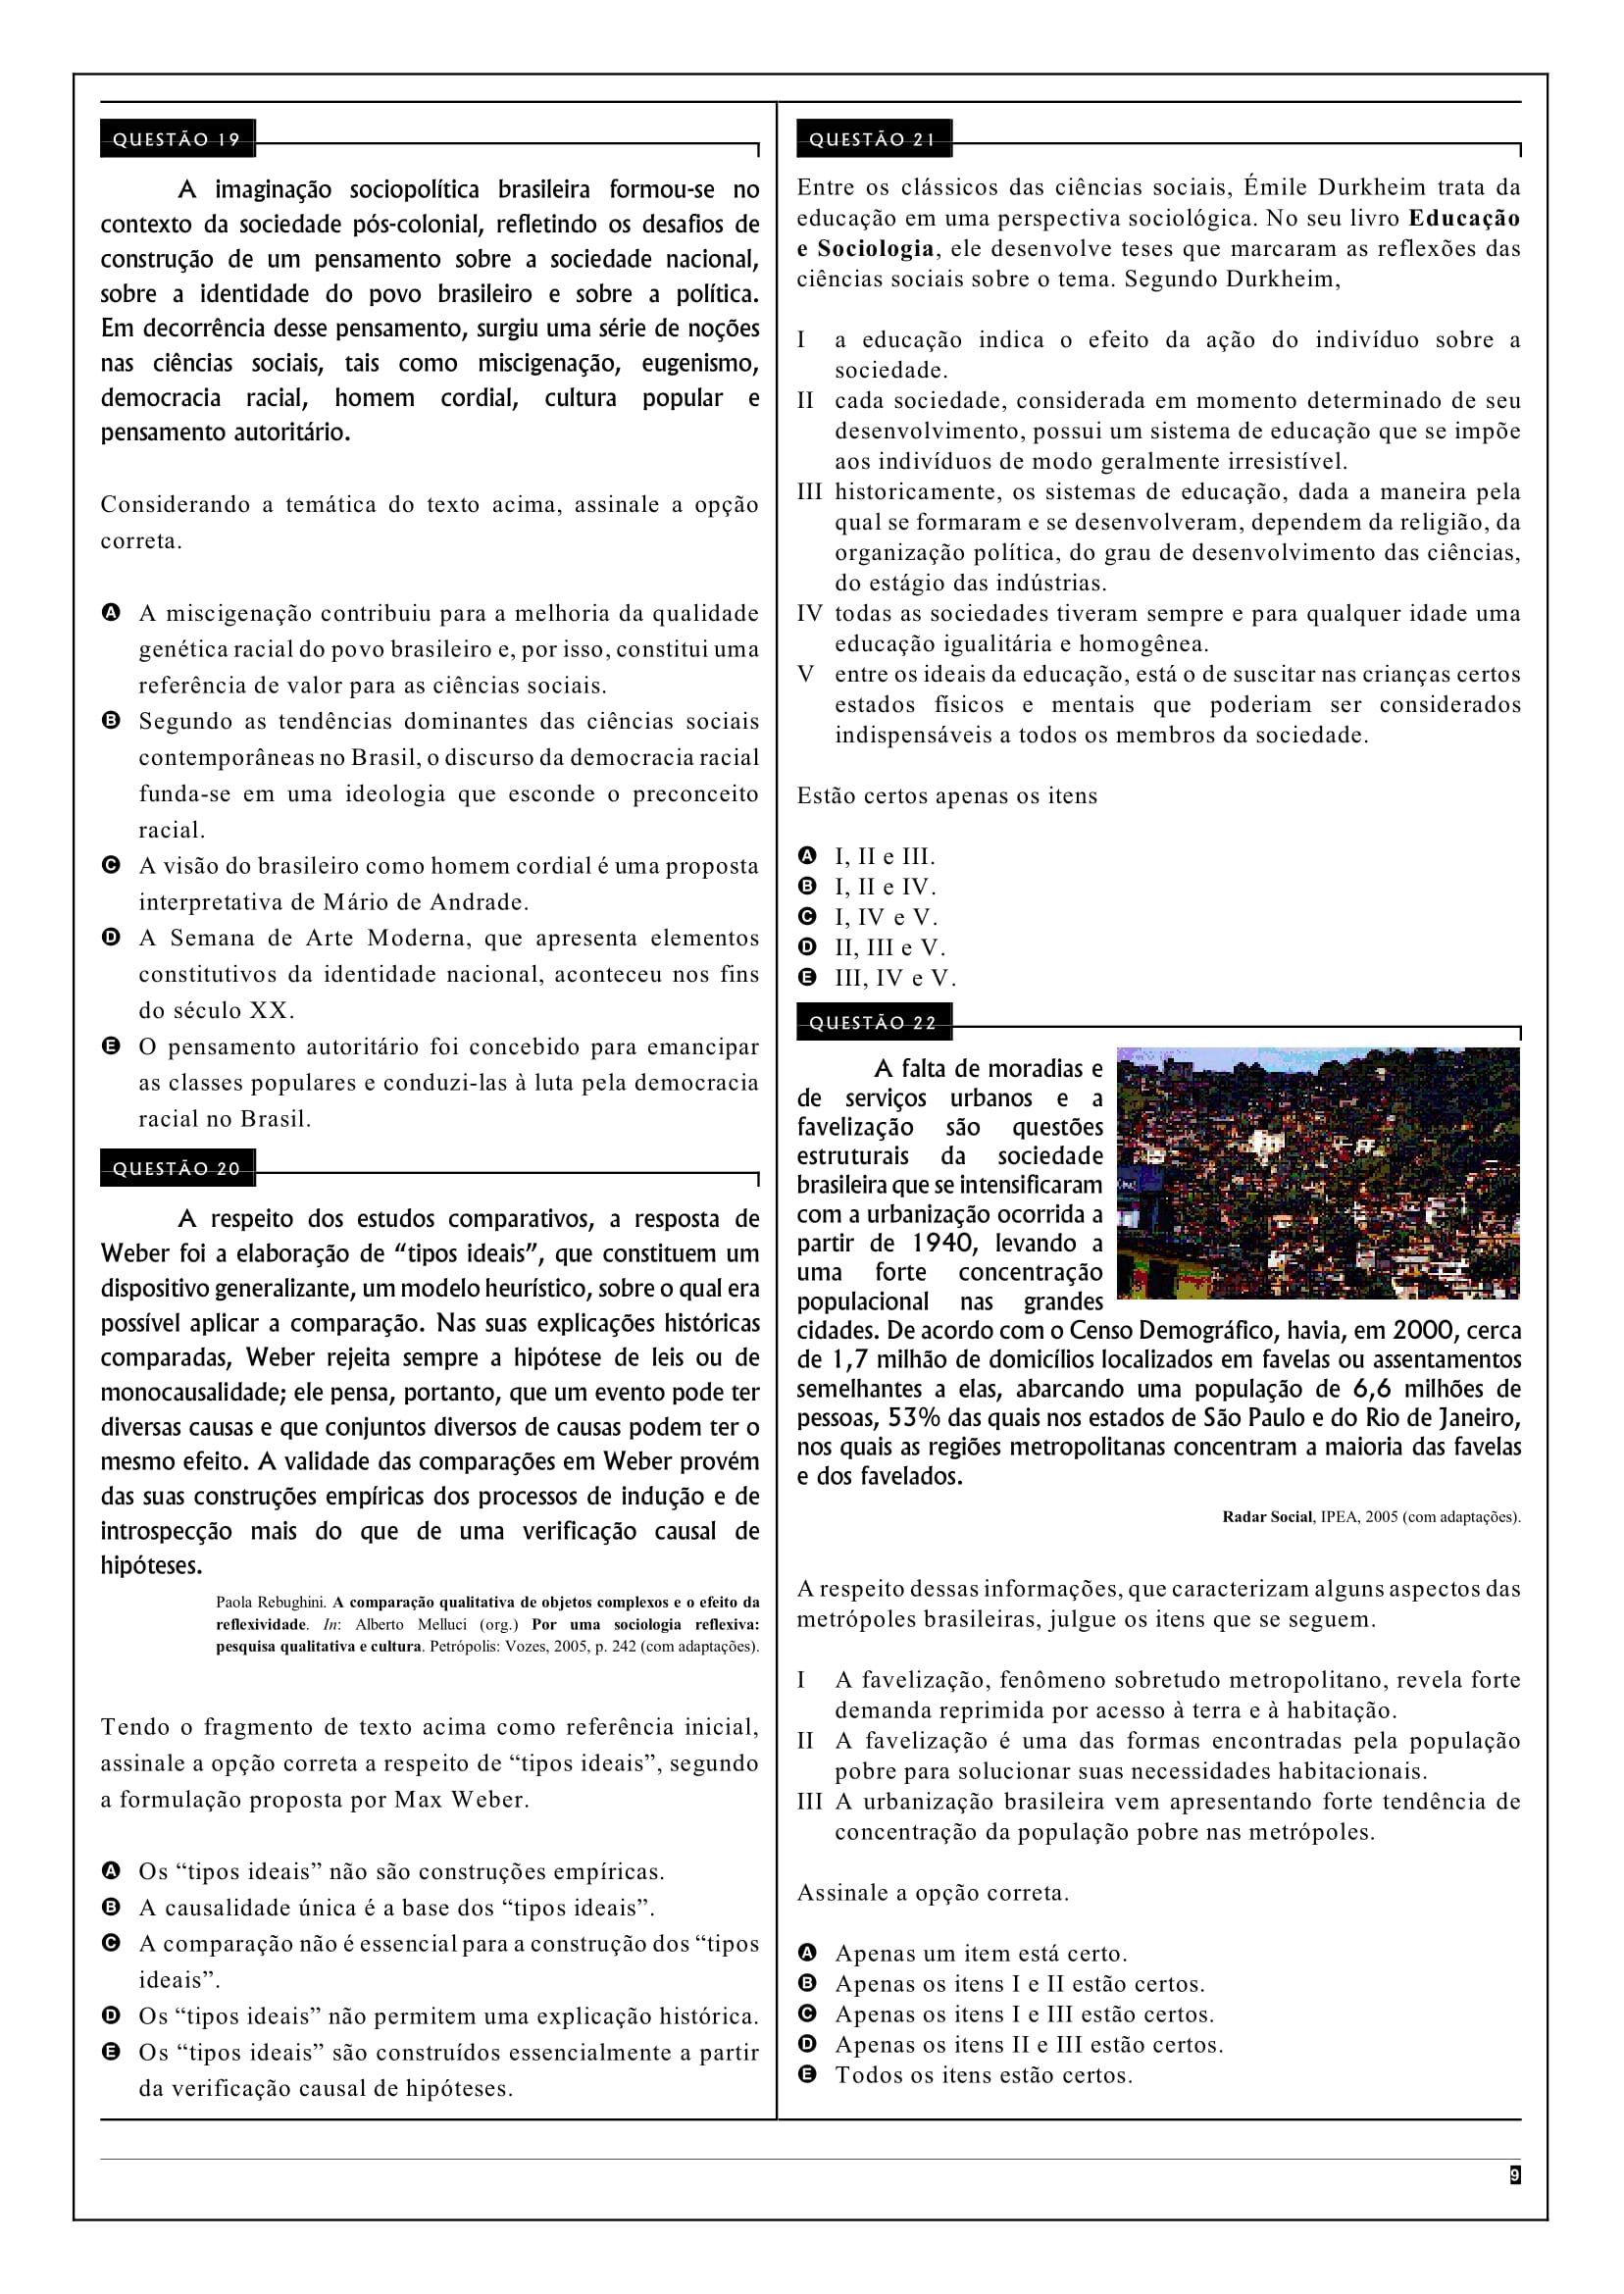 QUESTÃO 19
A imaginação sociopolítica brasileira formou-se no
contexto da sociedade pós-colonial, refletindo os desafios de
construção de um pensamento sobre a sociedade nacional,
sobre a identidade do povo brasileiro e sobre a política.
Em decorrência desse pensamento, surgiu uma série de noções
nas ciências sociais, tais como miscigenação, eugenismo,
democracia racial, homem cordial, cultura popular e
pensamento autoritário.
Considerando a temática do texto acima, assinale a opção
correta.
A A miscigenação contribuiu para a melhoria da qualidade
genética racial do povo brasileiro e, por isso, constitui uma
referência de valor para as ciências sociais.
B Segundo as tendências dominantes das ciências sociais
contemporâneas no Brasil, o discurso da democracia racial
funda-se em uma ideologia que esconde o preconceito
racial.
C A visão do brasileiro como homem cordial é uma proposta
interpretativa de Mário de Andrade.
D A Semana de Arte Moderna, que apresenta elementos
constitutivos da identidade nacional, aconteceu nos fins
do século XX.
E O pensamento autoritário foi concebido para emancipar
as classes populares e conduzi-las à luta pela democracia
racial no Brasil.
QUESTÃO 20
A respeito dos estudos comparativos, a resposta de
Weber foi a elaboração de “tipos ideais”, que constituem um
dispositivo generalizante, um modelo heurístico, sobre o qual era
possível aplicar a comparação. Nas suas explicações históricas
comparadas, Weber rejeita sempre a hipótese de leis ou de
monocausalidade; ele pensa, portanto, que um evento pode ter
diversas causas e que conjuntos diversos de causas podem ter o
mesmo efeito. A validade das comparações em Weber provém
das suas construções empíricas dos processos de indução e de
introspecção mais do que de uma verificação causal de
hipóteses.
Paola Rebughini. A comparação qualitativa de objetos complexos e o efeito da
reflexividade. In: Alberto Melluci (org.) Por uma sociologia reflexiva:
pesquisa qualitativa e cultura. Petrópolis: Vozes, 2005, p. 242 (com adaptações).
Tendo o fragmento de texto acima como referência inicial,
assinale a opção correta a respeito de “tipos ideais”, segundo
a formulação proposta por Max Weber.
A Os “tipos ideais” não são construções empíricas.
B A causalidade única é a base dos “tipos ideais”.
C A comparação não é essencial para a construção dos “tipos
ideais”.
D Os “tipos ideais” não permitem uma explicação histórica.
E Os “tipos ideais” são construídos essencialmente a partir
da verificação causal de hipóteses.
QUESTÃO 21
Entre os clássicos das ciências sociais, Émile Durkheim trata da
educação em uma perspectiva sociológica. No seu livro Educação
e Sociologia, ele desenvolve teses que marcaram as reflexões das
ciências sociais sobre o tema. Segundo Durkheim,
I a educação indica o efeito da ação do indivíduo sobre a
sociedade.
II cada sociedade, considerada em momento determinado de seu
desenvolvimento, possui um sistema de educação que se impõe
aos indivíduos de modo geralmente irresistível.
III historicamente, os sistemas de educação, dada a maneira pela
qual se formaram e se desenvolveram, dependem da religião, da
organização política, do grau de desenvolvimento das ciências,
do estágio das indústrias.
IV todas as sociedades tiveram sempre e para qualquer idade uma
educação igualitária e homogênea.
V entre os ideais da educação, está o de suscitar nas crianças certos
estados físicos e mentais que poderiam ser considerados
indispensáveis a todos os membros da sociedade.
Estão certos apenas os itens
A I, II e III.
B I, II e IV.
C I, IV e V.
D II, III e V.
E III, IV e V.
QUESTÃO 22
A falta de moradias e
de serviços urbanos e a
favelização são questões
estruturais da sociedade
brasileira que se intensificaram
com a urbanização ocorrida a
partir de 1940, levando a
uma forte concentração
populacional nas grandes
cidades. De acordo com o Censo Demográfico, havia, em 2000, cerca
de 1,7 milhão de domicílios localizados em favelas ou assentamentos
semelhantes a elas, abarcando uma população de 6,6 milhões de
pessoas, 53% das quais nos estados de São Paulo e do Rio de Janeiro,
nos quais as regiões metropolitanas concentram a maioria das favelas
e dos favelados.
Radar Social, IPEA, 2005 (com adaptações).
A respeito dessas informações, que caracterizam alguns aspectos das
metrópoles brasileiras, julgue os itens que se seguem.
I A favelização, fenômeno sobretudo metropolitano, revela forte
demanda reprimida por acesso à terra e à habitação.
II A favelização é uma das formas encontradas pela população
pobre para solucionar suas necessidades habitacionais.
III A urbanização brasileira vem apresentando forte tendência de
concentração da população pobre nas metrópoles.
Assinale a opção correta.
A Apenas um item está certo.
B Apenas os itens I e II estão certos.
C Apenas os itens I e III estão certos.
D Apenas os itens II e III estão certos.
E Todos os itens estão certos.
9